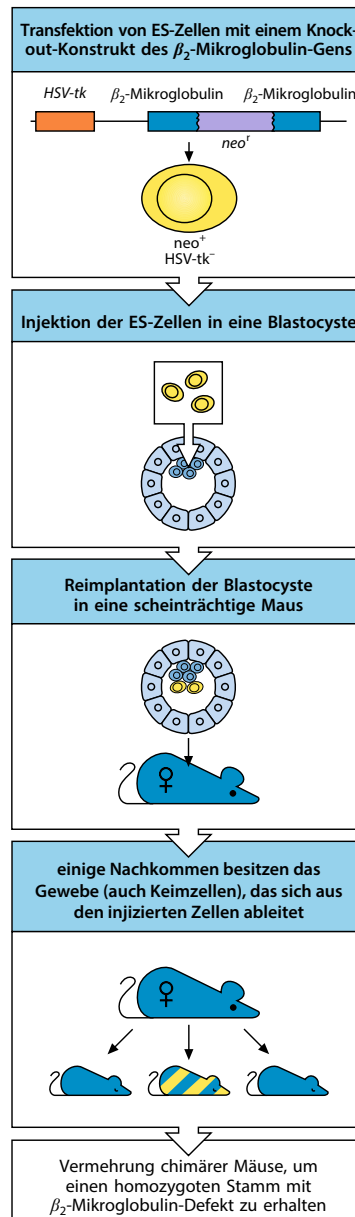 Transfektion von ES-Zellen mit einem Knock-
out-Konstrukt des β₂-Mikroglobulin-Gens
HSV-tk β₂-Mikroglobulin β₂-Mikroglobulin
neoʳ
neo⁺
HSV-tk⁻
Injektion der ES-Zellen in eine Blastocyste
Reimplantation der Blastocyste
in eine scheinträchtige Maus
♀
einige Nachkommen besitzen das
Gewebe (auch Keimzellen), das sich aus
den injizierten Zellen ableitet
♀
Vermehrung chimärer Mäuse, um
einen homozygoten Stamm mit
β₂-Mikroglobulin-Defekt zu erhalten